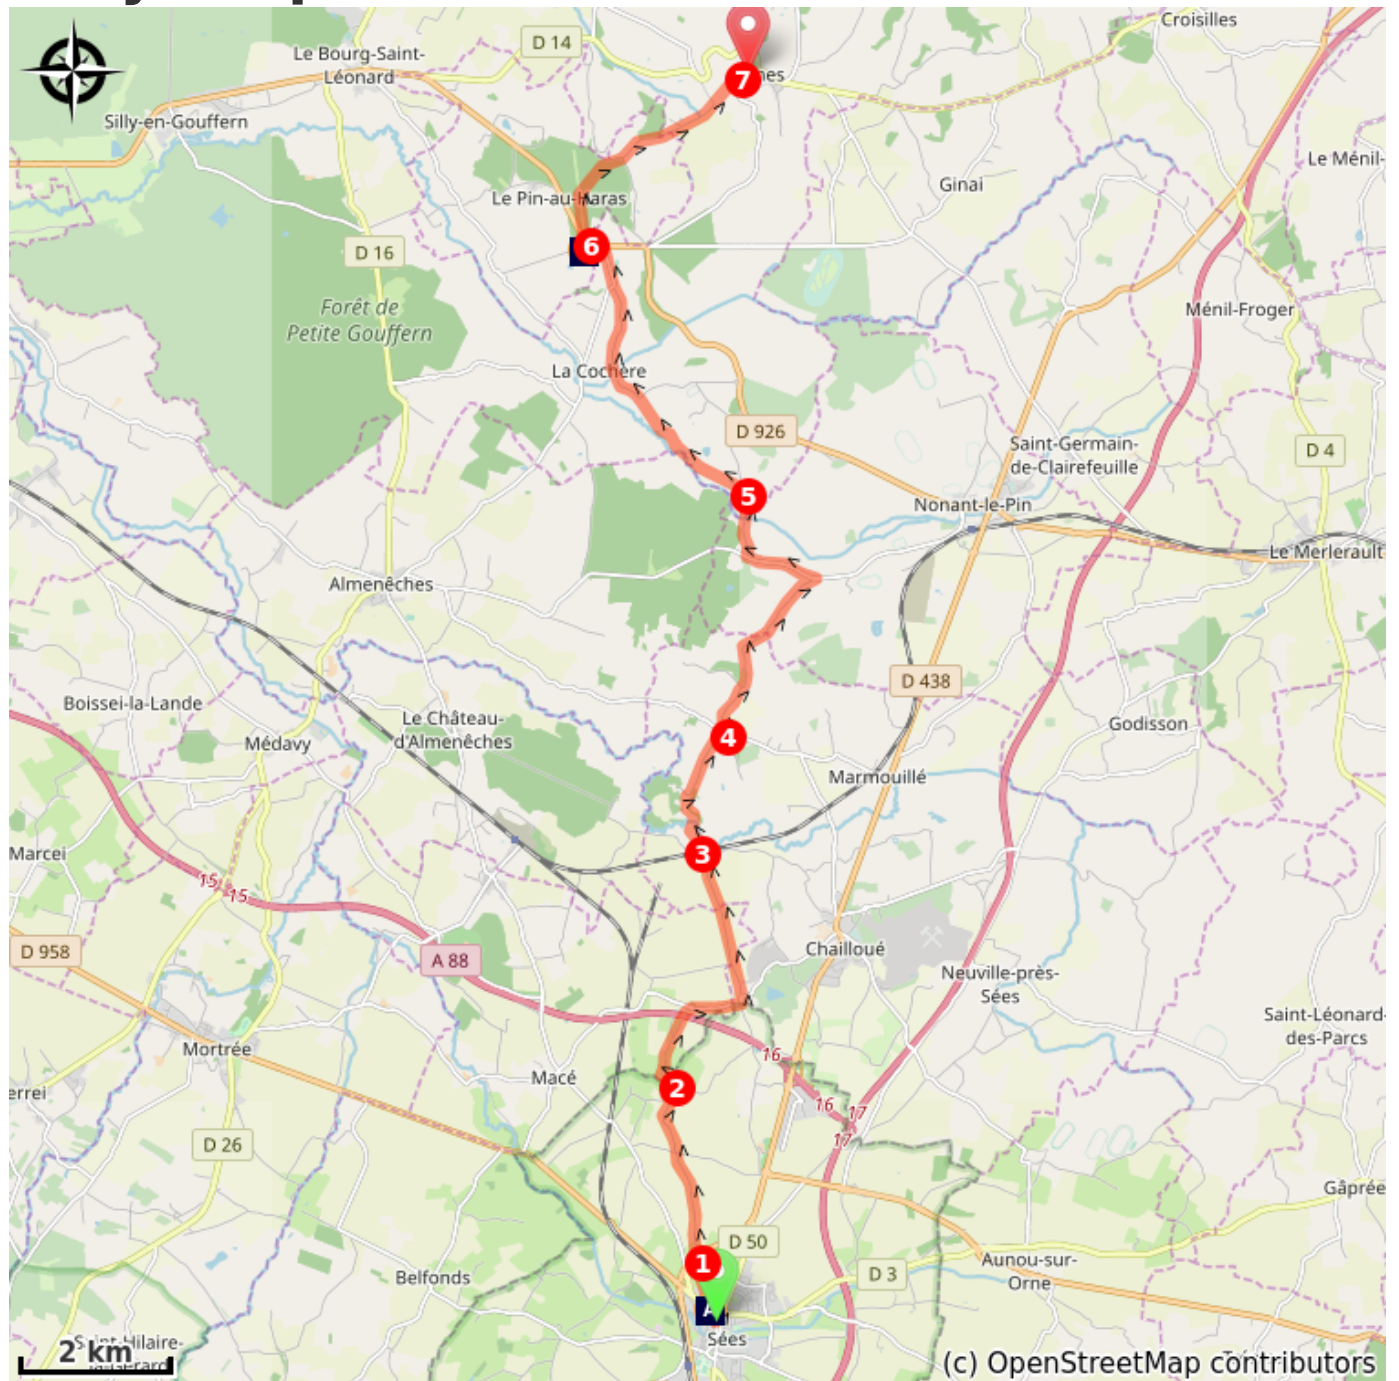 Croisilles
D 14
Le Bourg-Saint-
Léonard
7
Silly-en-Gouffern
Le Ménil-
Ginai
Le Pin-au-Haras
6
D 16
Forêt de
Petite Gouffern
Ménil-Froger
La Cochère
D 926
Saint-Germain-
de-Clairefeuille
D 4
5
Nonant-le-Pin
Le Merlerault
Almenêches
D 438
Boissei-la-Lande
Le Château-
d'Almenêches
Godisson
4
Médavy
Marmouillé
3
Marcei
15
15
D 958
A 88
Chailloué
Neuville-près-
Sées
Saint-Léonard-
des-Parcs
Mortrée
16
Macé
2
errei
16
17
17
D 26
Gâprée
D 50
1
Aunou-sur-
Orne
D 3
Belfonds
A
Sées
Saint-Hilaire-
2 km
(c) OpenStreetMap contributors